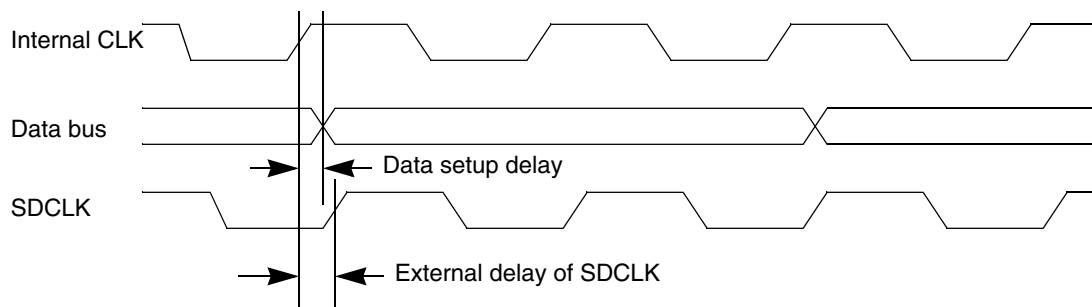 Internal CLK
Data bus
Data setup delay
SDCLK
External delay of SDCLK